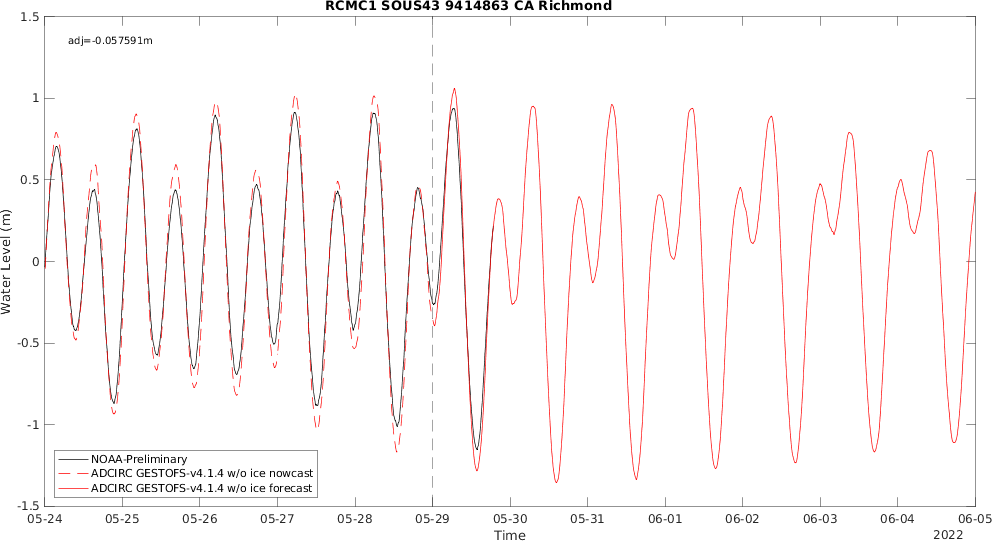 RCMC1 SOUS43 9414863 CA Richmond
adj=-0.057591m
1.5
1
0.5
0
-0.5
-1
-1.5
Water Level (m)
NOAA-Preliminary
ADCIRC GESTOFS-v4.1.4 w/o ice nowcast
ADCIRC GESTOFS-v4.1.4 w/o ice forecast
05-24 05-25 05-26 05-27 05-28 05-29 05-30 05-31 06-01 06-02 06-03 06-04 06-05
Time
2022